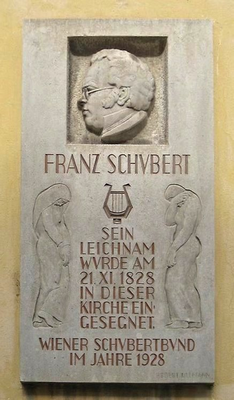 FRANZ SCHVBERT
SEIN
LEICHNAM
WVRDE AM
21. XI. 1828
IN DIESER
KIRCHE EIN-
GESEGNET.
WIENER SCHVBERTBVND
IM JAHRE 1928